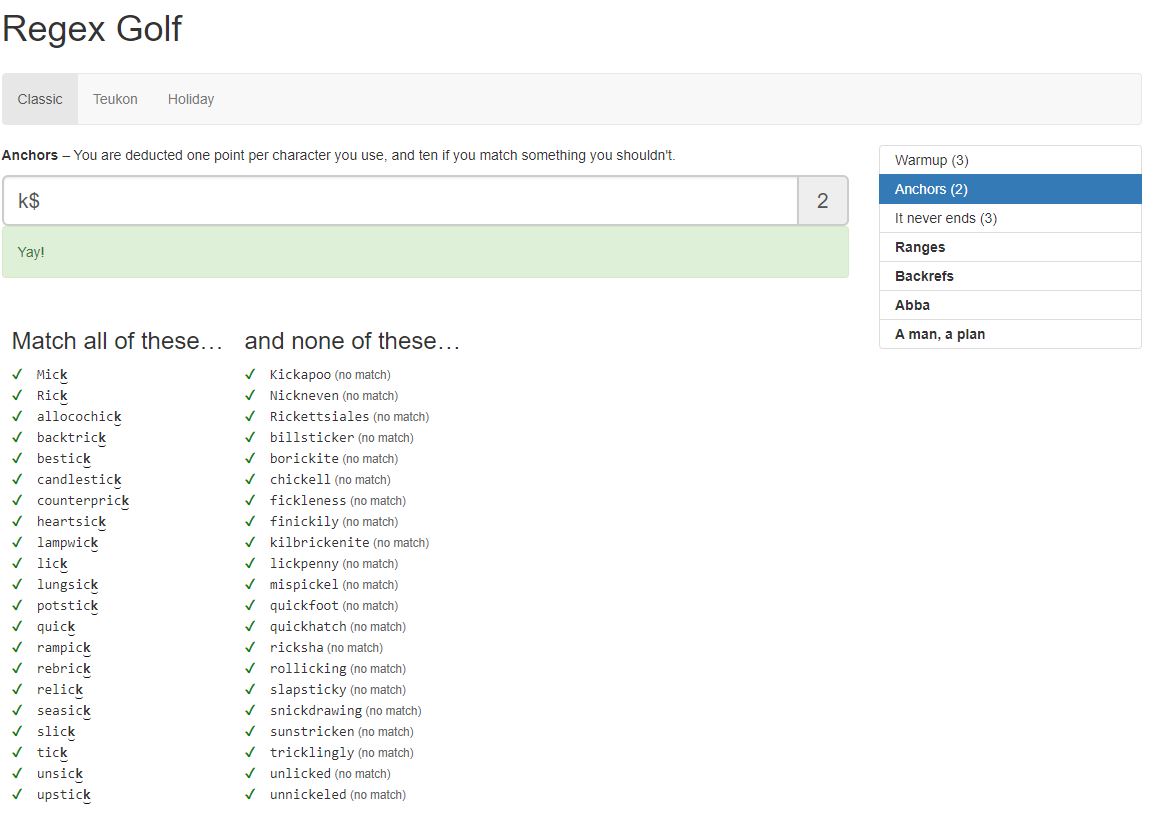 Regex Golf
Classic Teukon Holiday
Anchors – You are deducted one point per character you use, and ten if you match something you shouldn't.
k$ 2
Yay!
Warmup (3)
Anchors (2)
It never ends (3)
Ranges
Backrefs
Abba
A man, a plan
Match all of these… and none of these…
✓ Mick ✓ Kickapoo (no match)
✓ Rick ✓ Nickneven (no match)
✓ allocochick ✓ Rickettsiales (no match)
✓ backtrick ✓ billsticker (no match)
✓ bestick ✓ borickite (no match)
✓ candlestick ✓ chickell (no match)
✓ counterprick ✓ fickleness (no match)
✓ heartsick ✓ finickily (no match)
✓ lampwick ✓ kilbrickenite (no match)
✓ lick ✓ lickpenny (no match)
✓ lungsick ✓ mispickel (no match)
✓ potstick ✓ quickfoot (no match)
✓ quick ✓ quickhatch (no match)
✓ rampick ✓ ricksha (no match)
✓ rebrick ✓ rollicking (no match)
✓ relick ✓ slapsticky (no match)
✓ seasick ✓ snickdrawing (no match)
✓ slick ✓ sunstricken (no match)
✓ tick ✓ tricklingly (no match)
✓ unsick ✓ unlicked (no match)
✓ upstick ✓ unnickeled (no match)